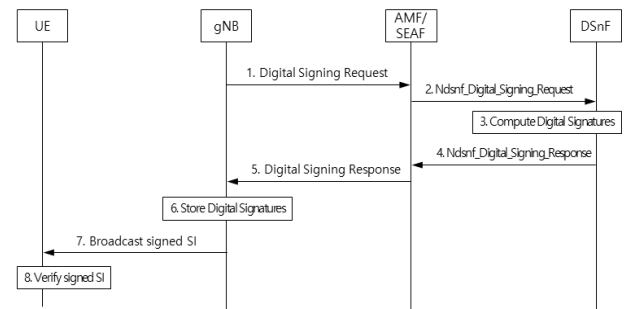 UE
gNB
AMF/
SEAF
DSnF
1. Digital Signing Request
2. Ndsnf_Digital_Signing_Request
3. Compute Digital Signatures
4. Ndsnf_Digital_Signing_Response
5. Digital Signing Response
6. Store Digital Signatures
7. Broadcast signed SI
8. Verify signed SI